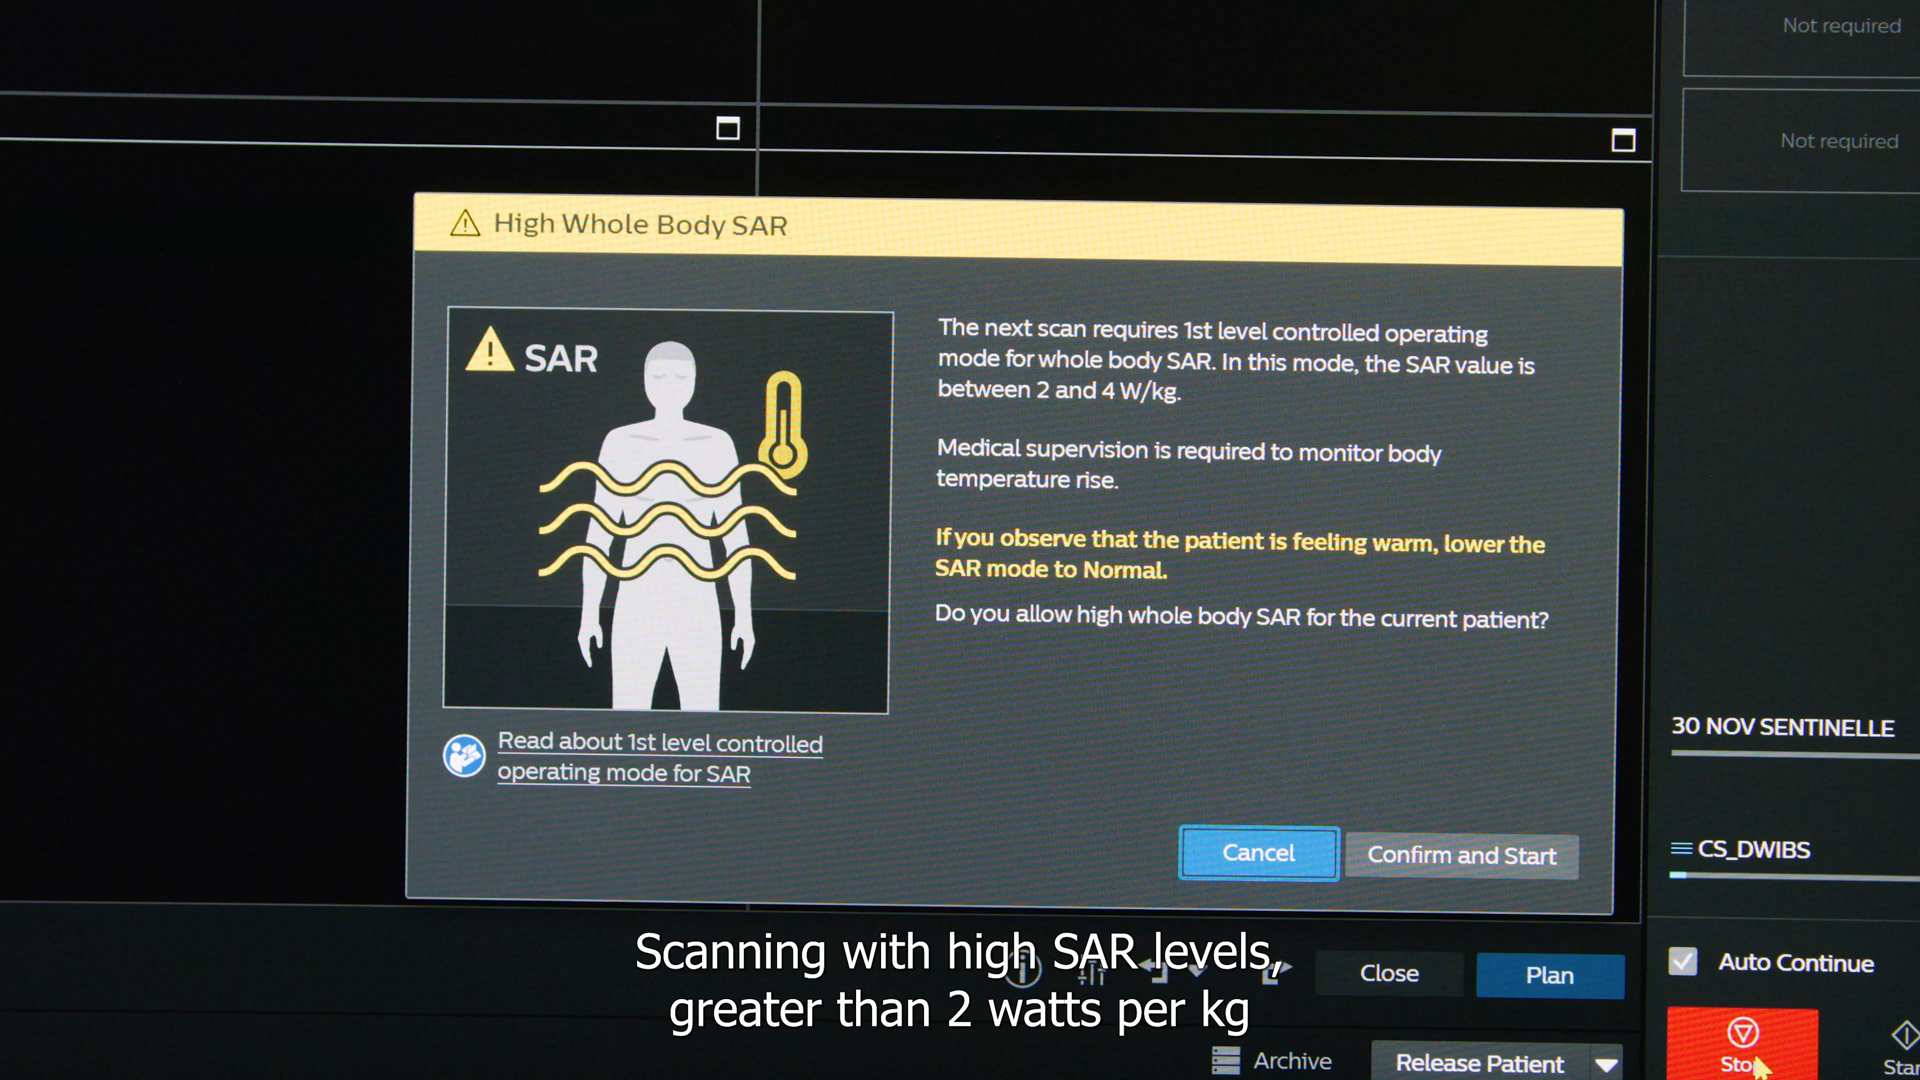 Not required
Not required
High Whole Body SAR
SAR
The next scan requires 1st level controlled operating
mode for whole body SAR. In this mode, the SAR value is
between 2 and 4 W/kg.
Medical supervision is required to monitor body
temperature rise.
If you observe that the patient is feeling warm, lower the
SAR mode to Normal.
Do you allow high whole body SAR for the current patient?
Read about 1st level controlled
operating mode for SAR
Cancel
Confirm and Start
30 NOV SENTINELLE
CS_DWIBS
Auto Continue
Close
Plan
Scanning with high SAR levels,
greater than 2 watts per kg
Archive
Release Patient